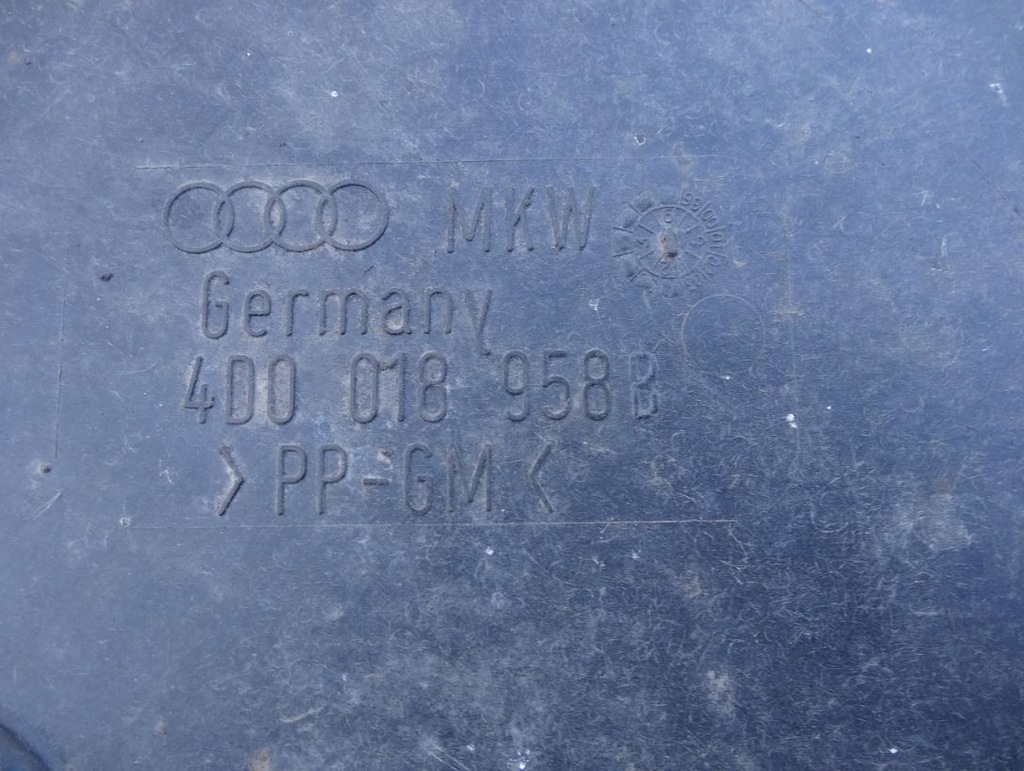 MKW
Germany
4D0 018 958 B
>PP-GM<